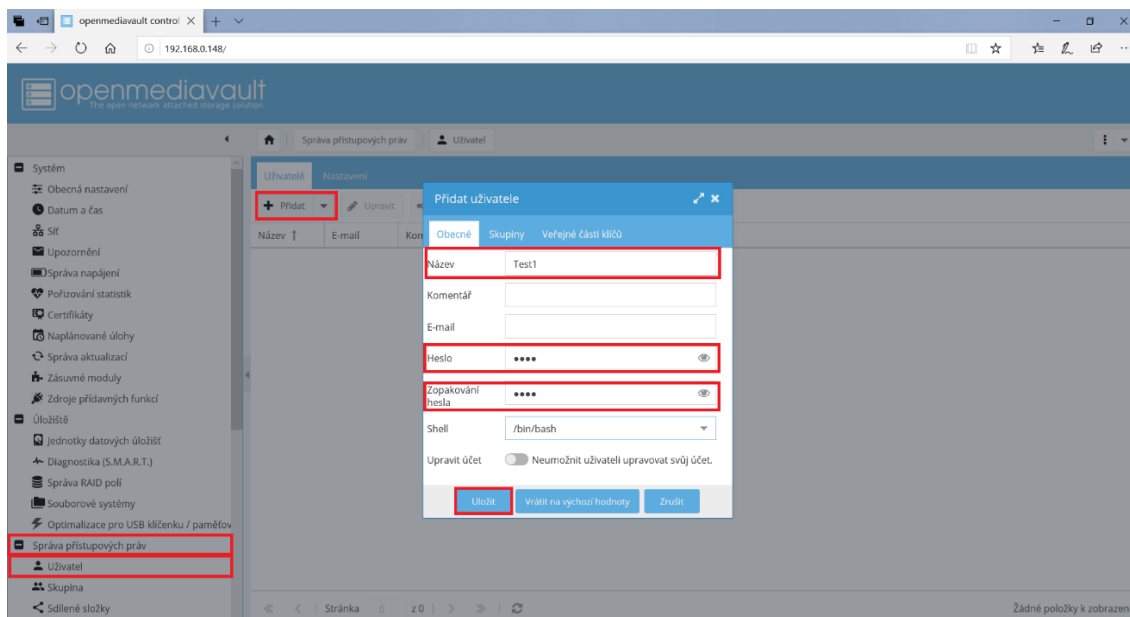 openmediavault control
192.168.0.148/
openmediavault
The open network attached storage solution
Správa přístupových práv
Uživatel
Systém
Obecná nastavení
Datum a čas
Síť
Upozornění
Správa napájení
Pořizování statistik
Certifikáty
Naplánované úlohy
Správa aktualizací
Zásuvné moduly
Zdroje přídavných funkcí
Úložiště
Jednotky datových úložišť
Diagnostika (S.M.A.R.T.)
Správa RAID polí
Souborové systémy
Optimalizace pro USB klíčenku / paměťov
Správa přístupových práv
Uživatel
Skupina
Sdílené složky
Uživatelé
Nastavení
Přidat
Upravit
Název
E-mail
Kom
Přidat uživatele
Obecné
Skupiny
Veřejné části klíčů
Název
Test1
Komentář
E-mail
Heslo
••••
Zopakování
hesla
••••
Shell
/bin/bash
Upravit účet
Neumožnit uživateli upravovat svůj účet.
Uložit
Vrátit na výchozí hodnoty
Zrušit
Stránka
0
z 0
Žádné položky k zobrazen